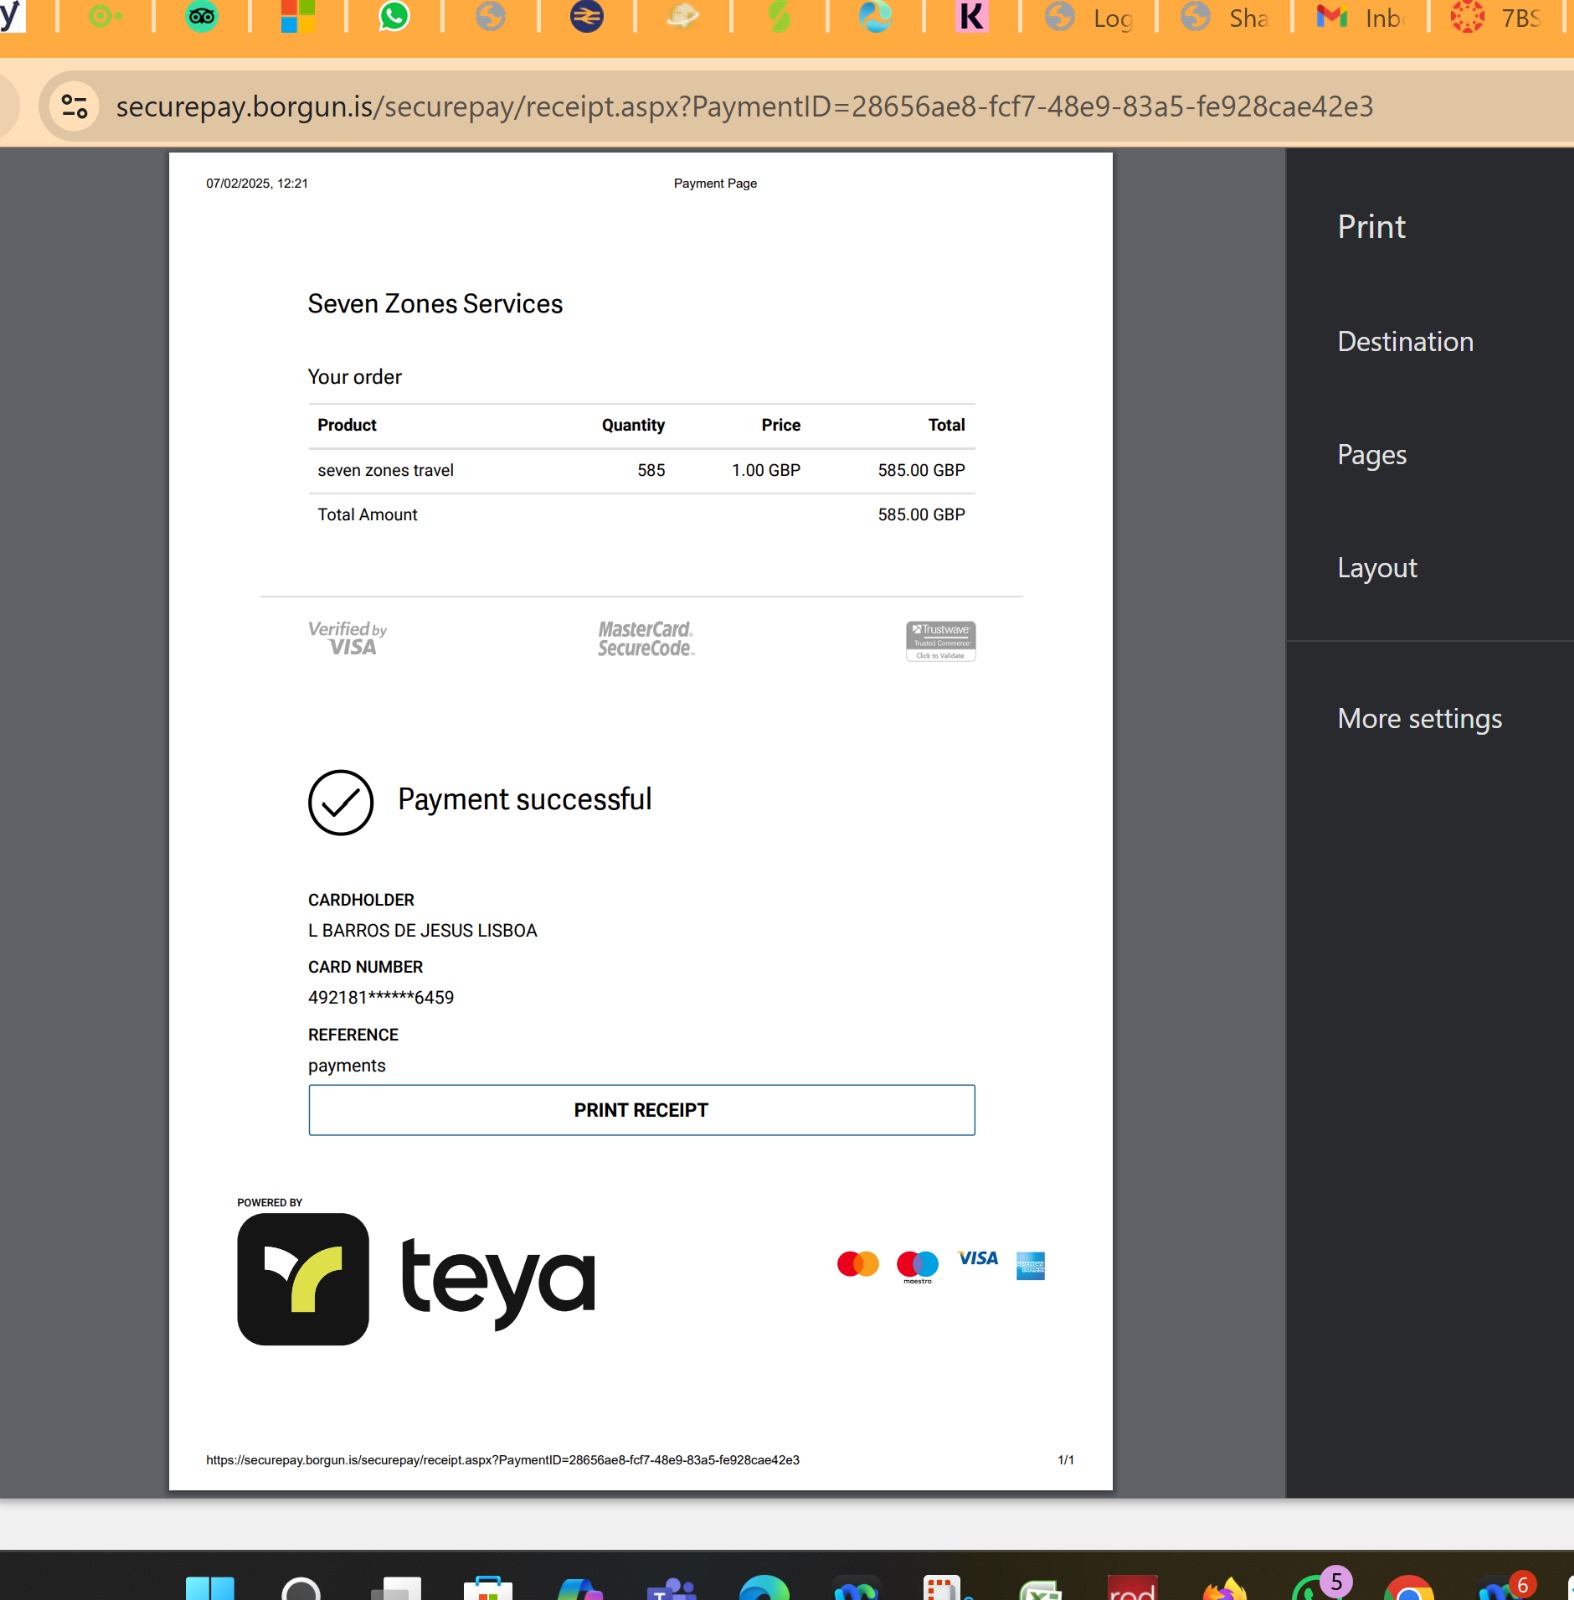 y K Log Sha Inb 7BS
securepay.borgun.is/securepay/receipt.aspx?PaymentID=28656ae8-fcf7-48e9-83a5-fe928cae42e3
07/02/2025, 12:21 Payment Page
Print
Seven Zones Services
Destination
Your order
Product Quantity Price Total
Pages
seven zones travel 585 1.00 GBP 585.00 GBP
Total Amount 585.00 GBP
Layout
Verified by VISA
MasterCard. SecureCode.
Trustwave
Trusted Commerce
Click to Validate
More settings
Payment successful
CARDHOLDER
L BARROS DE JESUS LISBOA
CARD NUMBER
492181******6459
REFERENCE
payments
PRINT RECEIPT
POWERED BY
teya
maestro
VISA
https://securepay.borgun.is/securepay/receipt.aspx?PaymentID=28656ae8-fcf7-48e9-83a5-fe928cae42e3 1/1
red 5 6